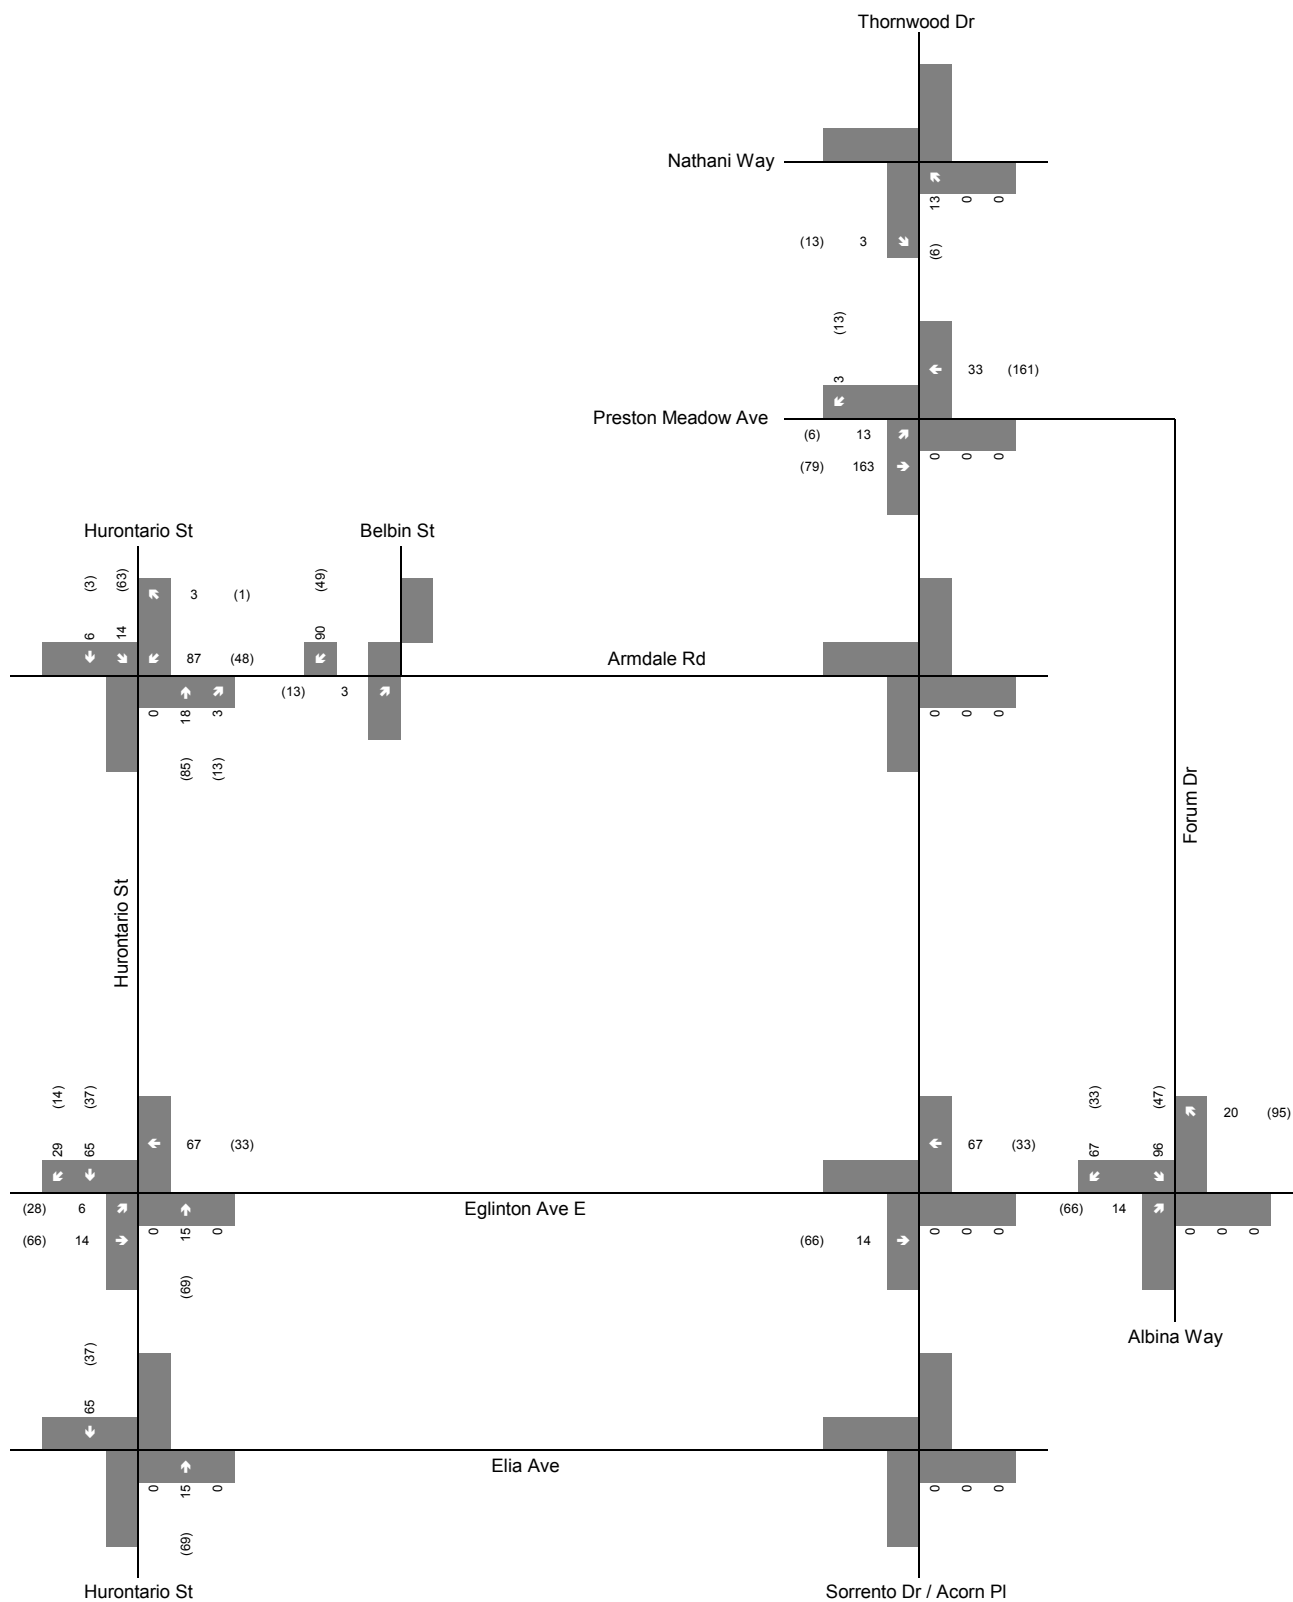 Thornwood Dr
Nathani Way
13 0 0
(13) 3
(6)
(13)
3
33 (161)
Preston Meadow Ave
(6) 13
0 0 0
(79) 163
Hurontario St
Belbin St
(3) (63)
3 (1)
(49)
6 14
87 (48)
90
Armdale Rd
(13) 3
0 18 3
0 0 0
(85) (13)
Forum Dr
Hurontario St
(14) (37)
(33) (47)
20 (95)
29 65
67 (33)
67 (33)
67 96
(28) 6
Eglinton Ave E
(66) 14
0 15 0
0 0 0
0 0 0
(66) 14
(66) 14
(69)
Albina Way
(37)
65
Elia Ave
0 15 0
0 0 0
(69)
Hurontario St
Sorrento Dr / Acorn Pl